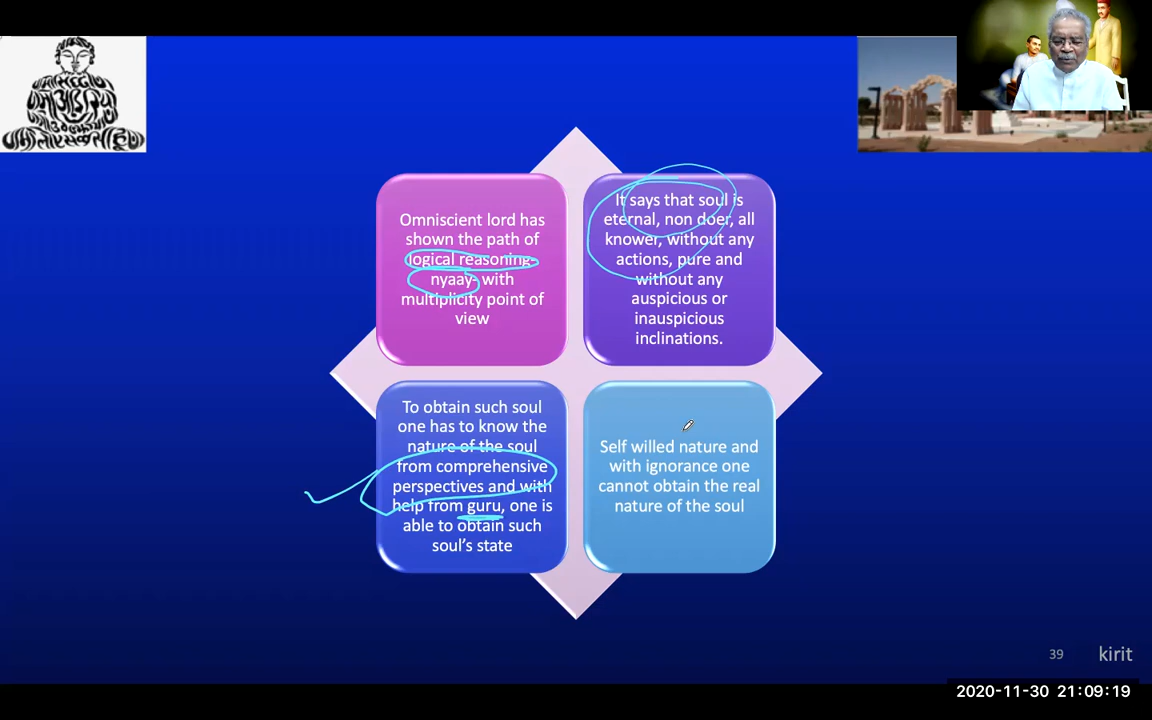 Omniscient lord has
shown the path of
logical reasoning-
nyaay- with
multiplicity point of
view
It says that soul is
eternal, non doer, all
knower, without any
actions, pure and
without any
auspicious or
inauspicious
inclinations.
To obtain such soul
one has to know the
nature of the soul
from comprehensive
perspectives and with
help from guru, one is
able to obtain such
soul's state
Self willed nature and
with ignorance one
cannot obtain the real
nature of the soul
39
kirit
2020-11-30 21:09:19